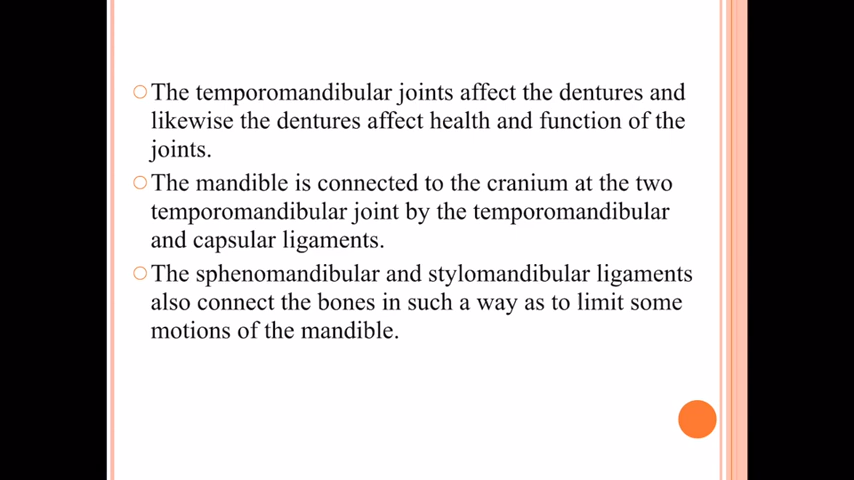 The temporomandibular joints affect the dentures and
likewise the dentures affect health and function of the
joints.
The mandible is connected to the cranium at the two
temporomandibular joint by the temporomandibular
and capsular ligaments.
The sphenomandibular and stylomandibular ligaments
also connect the bones in such a way as to limit some
motions of the mandible.